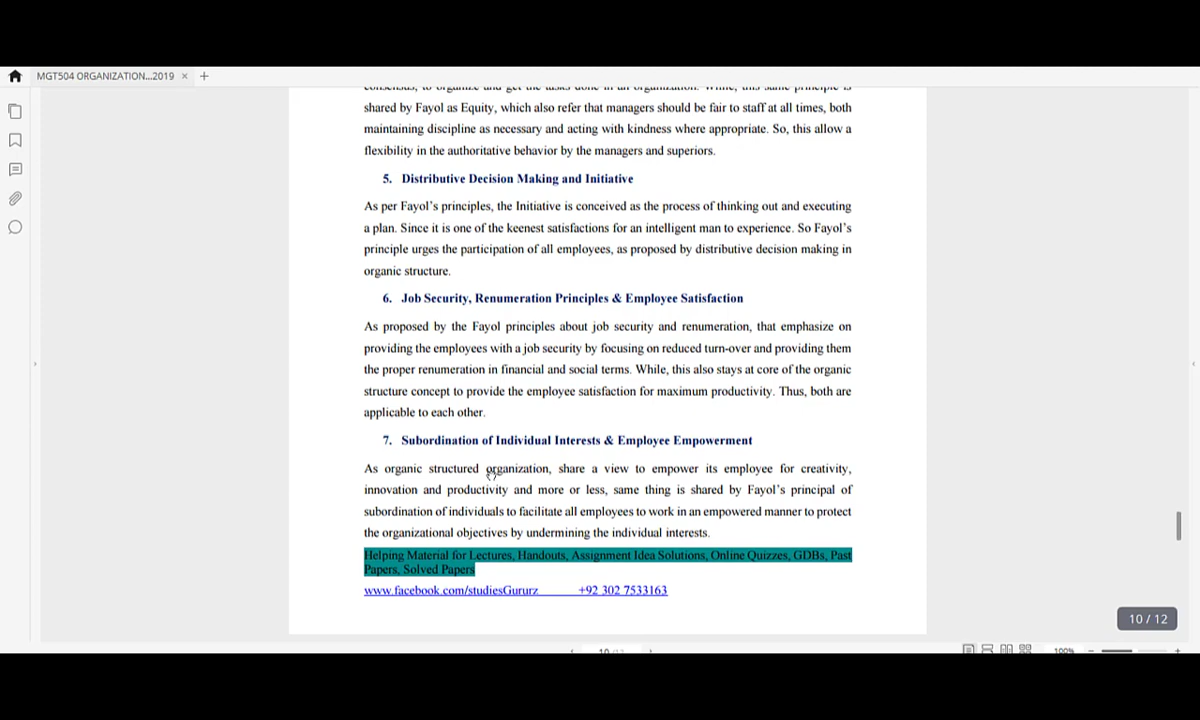 MGT504 ORGANIZATION...2019 × +
shared by Fayol as Equity, which also refer that managers should be fair to staff at all times, both
maintaining discipline as necessary and acting with kindness where appropriate. So, this allow a
flexibility in the authoritative behavior by the managers and superiors.
5. Distributive Decision Making and Initiative
As per Fayol's principles, the Initiative is conceived as the process of thinking out and executing
a plan. Since it is one of the keenest satisfactions for an intelligent man to experience. So Fayol's
principle urges the participation of all employees, as proposed by distributive decision making in
organic structure.
6. Job Security, Renumeration Principles & Employee Satisfaction
As proposed by the Fayol principles about job security and renumeration, that emphasize on
providing the employees with a job security by focusing on reduced turn-over and providing them
the proper renumeration in financial and social terms. While, this also stays at core of the organic
structure concept to provide the employee satisfaction for maximum productivity. Thus, both are
applicable to each other.
7. Subordination of Individual Interests & Employee Empowerment
As organic structured organization, share a view to empower its employee for creativity,
innovation and productivity and more or less, same thing is shared by Fayol's principal of
subordination of individuals to facilitate all employees to work in an empowered manner to protect
the organizational objectives by undermining the individual interests.
Helping Material for Lectures, Handouts, Assignment Idea Solutions, Online Quizzes, GDBs, Past
Papers, Solved Papers
www.facebook.com/studiesGururz +92 302 7533163
10 / 12
100%